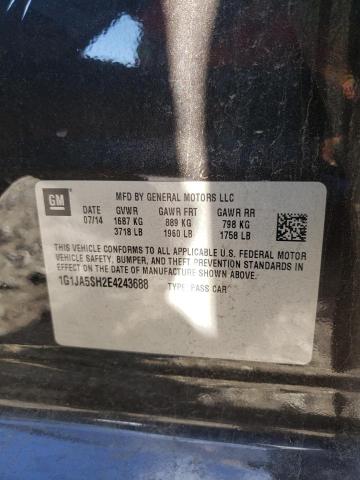 GM
MFD BY GENERAL MOTORS LLC
DATE GVWR GAWR FRT GAWR RR
07/14 1687 KG 889 KG 798 KG
3718 LB 1960 LB 1758 LB
THIS VEHICLE CONFORMS TO ALL APPLICABLE U.S. FEDERAL MOTOR
VEHICLE SAFETY, BUMPER, AND THEFT PREVENTION STANDARDS IN
EFFECT ON THE DATE OF MANUFACTURE SHOWN ABOVE.
1G1JA5SH2E4243688 TYPE: PASS CAR